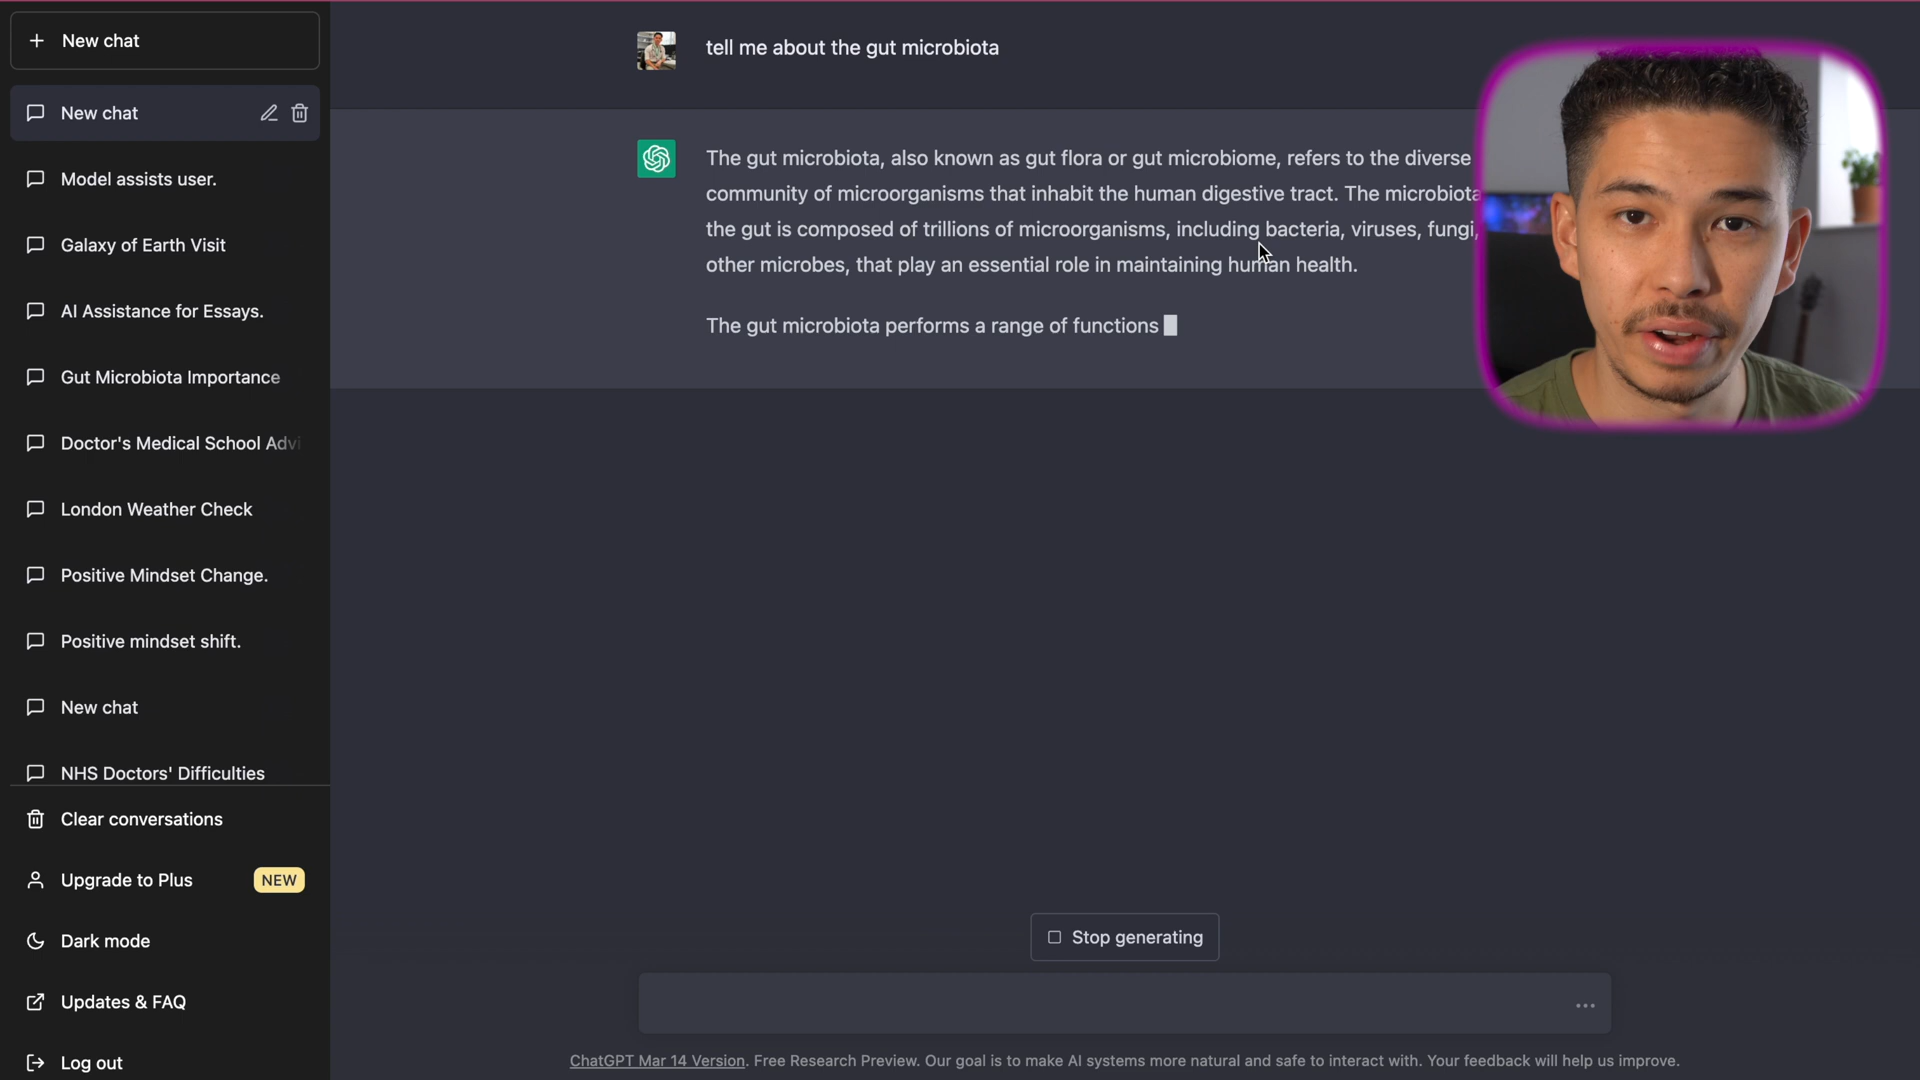 New chat
New chat
Model assists user.
Galaxy of Earth Visit
AI Assistance for Essays.
Gut Microbiota Importance
Doctor's Medical School Advi
London Weather Check
Positive Mindset Change.
Positive mindset shift.
New chat
NHS Doctors' Difficulties
Clear conversations
Upgrade to Plus NEW
Dark mode
Updates & FAQ
Log out
tell me about the gut microbiota
The gut microbiota, also known as gut flora or gut microbiome, refers to the diverse
community of microorganisms that inhabit the human digestive tract. The microbiota
the gut is composed of trillions of microorganisms, including bacteria, viruses, fungi,
other microbes, that play an essential role in maintaining human health.
The gut microbiota performs a range of functions
Stop generating
ChatGPT Mar 14 Version. Free Research Preview. Our goal is to make AI systems more natural and safe to interact with. Your feedback will help us improve.